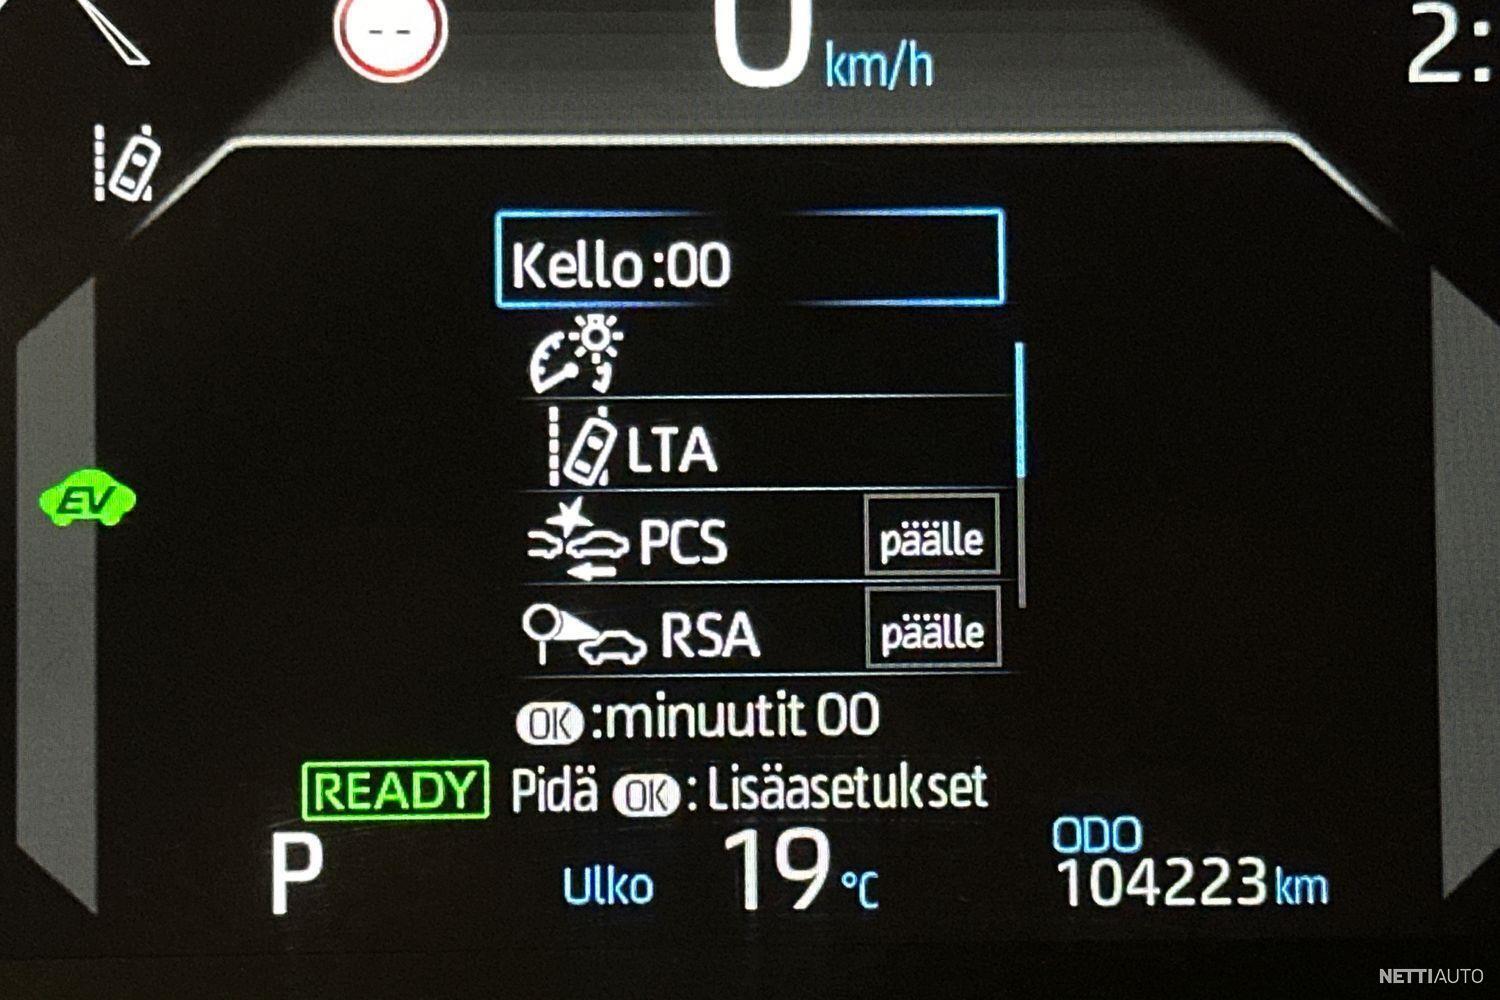 --
0 km/h
2:
Kello :00
LTA
PCS päälle
RSA päälle
EV
OK :minuutit 00
READY
Pidä OK : Lisäasetukset
P
Ulko 19 °C
ODO
104223 km
NETTIAUTO